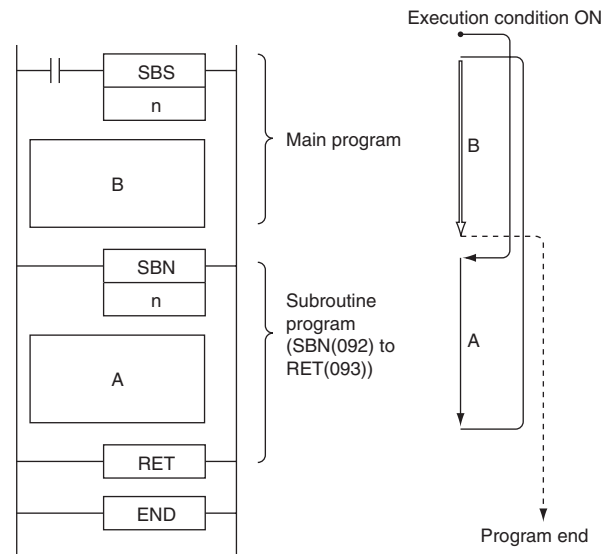 Execution condition ON
SBS
n
Main program
B
B
SBN
n
Subroutine
program
(SBN(092) to
RET(093))
A
A
RET
END
Program end